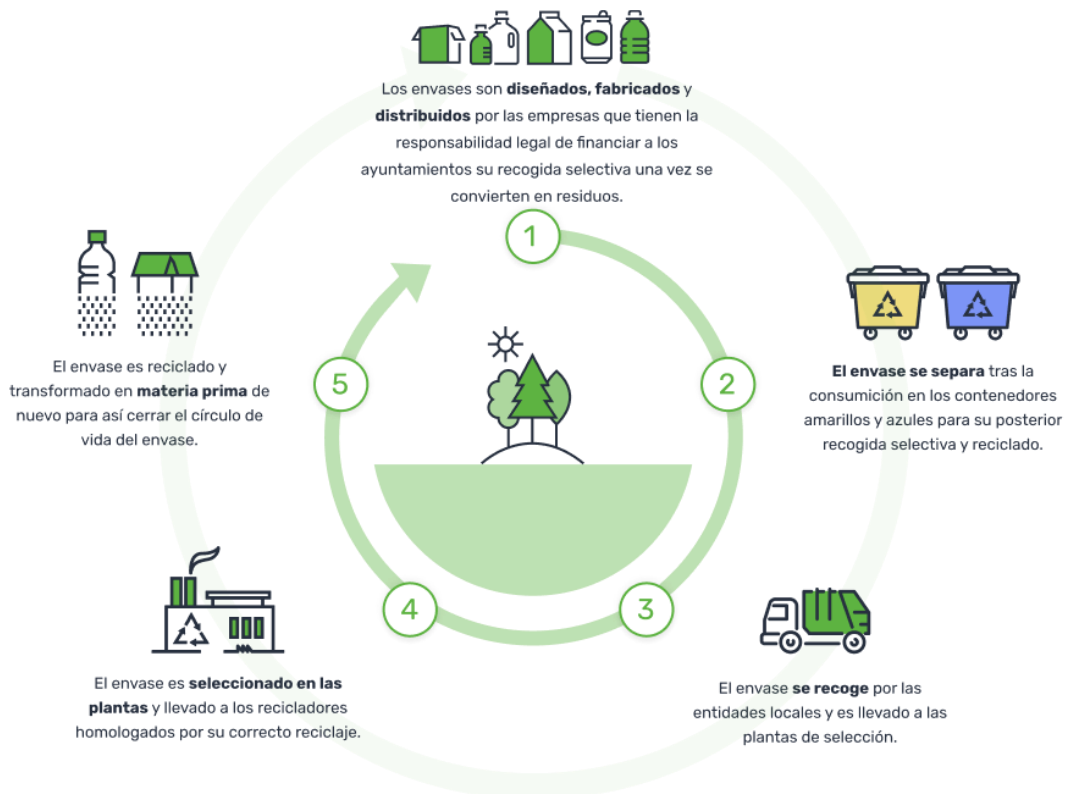 Los envases son diseñados, fabricados y
distribuidos por las empresas que tienen la
responsabilidad legal de financiar a los
ayuntamientos su recogida selectiva una vez se
convierten en residuos.
1
2
El envase se separa tras la
consumición en los contenedores
amarillos y azules para su posterior
recogida selectiva y reciclado.
3
El envase se recoge por las
entidades locales y es llevado a las
plantas de selección.
4
El envase es seleccionado en las
plantas y llevado a los recicladores
homologados por su correcto reciclaje.
5
El envase es reciclado y
transformado en materia prima de
nuevo para así cerrar el círculo de
vida del envase.